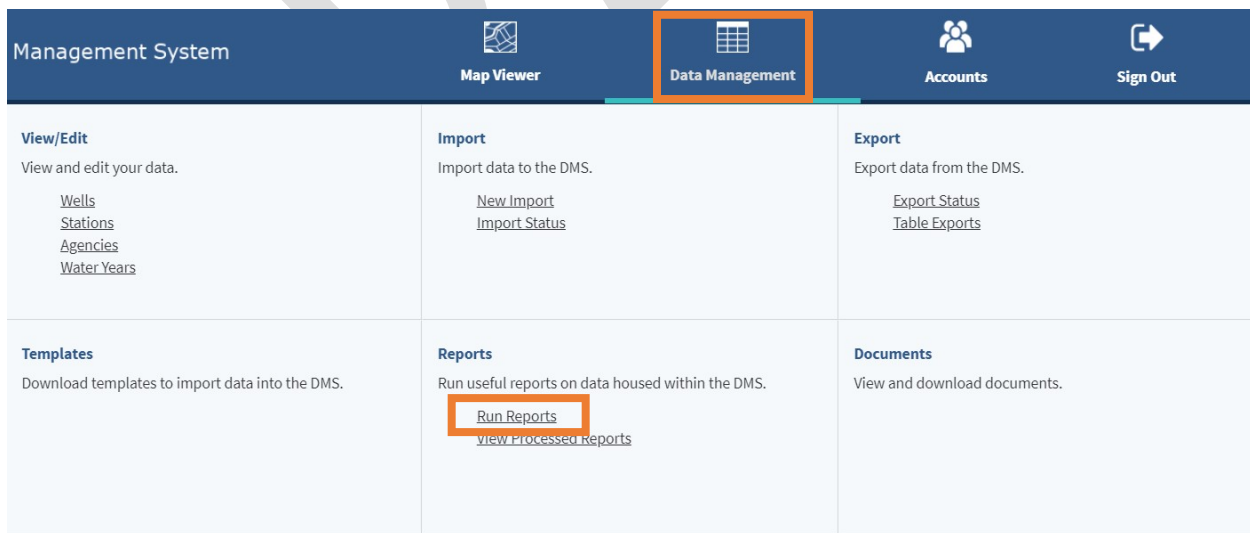 Management System
Map Viewer
Data Management
Accounts
Sign Out
View/Edit
View and edit your data.
Wells
Stations
Agencies
Water Years
Import
Import data to the DMS.
New Import
Import Status
Export
Export data from the DMS.
Export Status
Table Exports
Templates
Download templates to import data into the DMS.
Reports
Run useful reports on data housed within the DMS.
Run Reports
View Processed Reports
Documents
View and download documents.